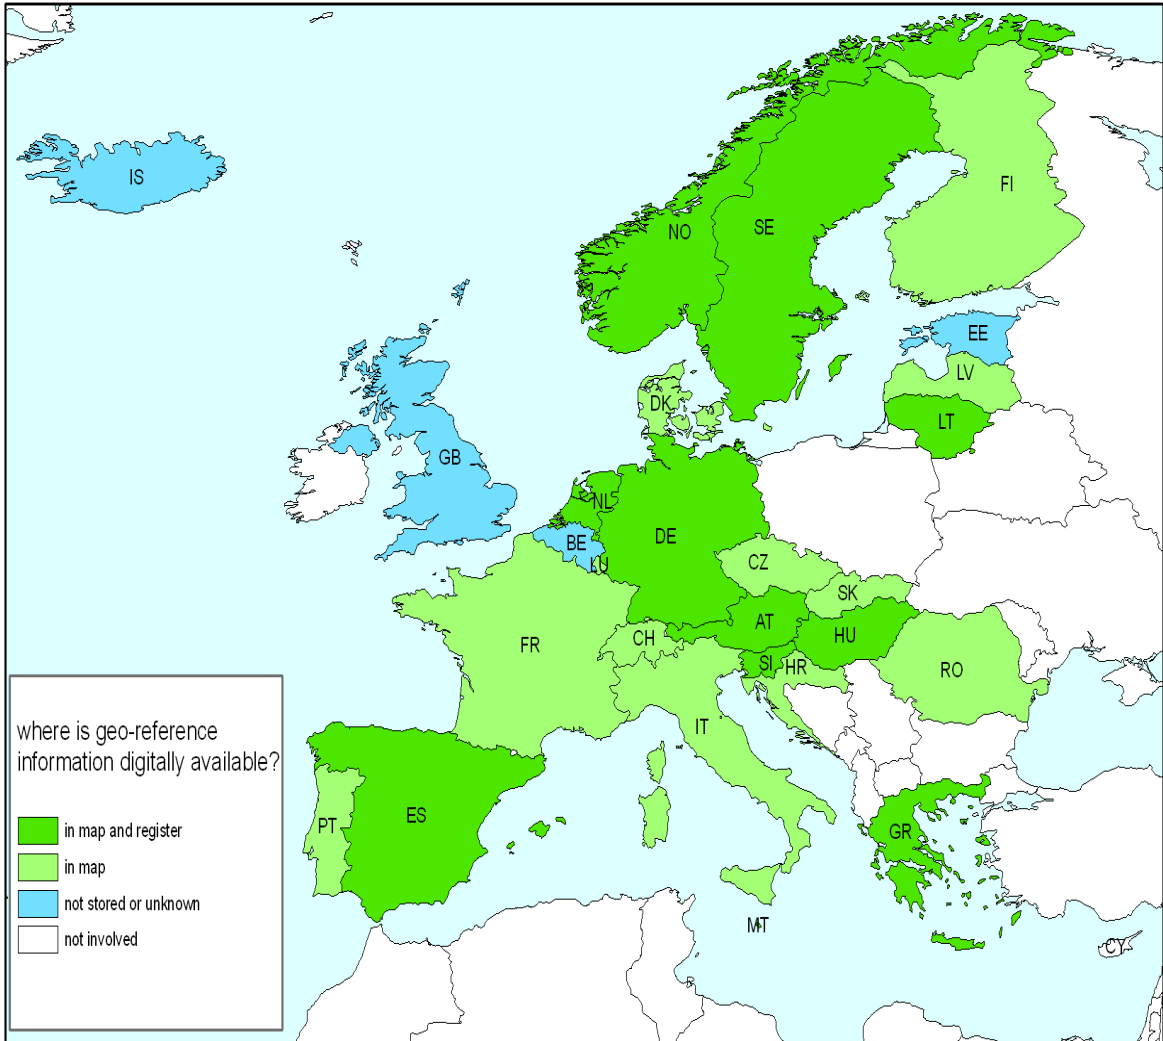 IS
NO
SE
FI
EE
LV
LT
DK
GB
NL
BE
LU
DE
CZ
SK
AT
HU
CH
FR
SI
HR
RO
IT
PT
ES
GR
MT
CY
where is geo-reference
information digitally available?
in map and register
in map
not stored or unknown
not involved